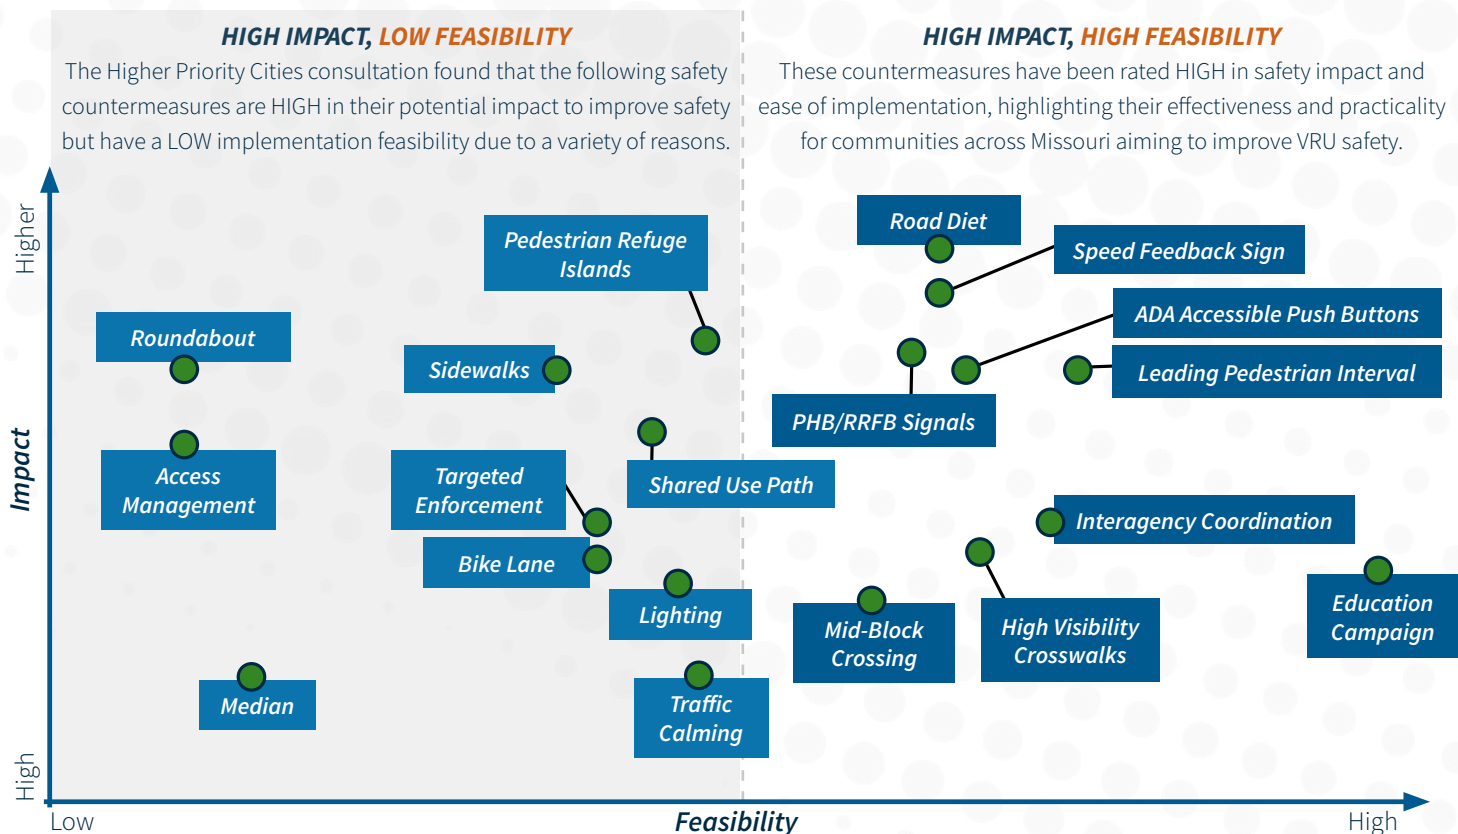 HIGH IMPACT, LOW FEASIBILITY
The Higher Priority Cities consultation found that the following safety
countermeasures are HIGH in their potential impact to improve safety
but have a LOW implementation feasibility due to a variety of reasons.
HIGH IMPACT, HIGH FEASIBILITY
These countermeasures have been rated HIGH in safety impact and
ease of implementation, highlighting their effectiveness and practicality
for communities across Missouri aiming to improve VRU safety.
Higher
Impact
High
Pedestrian Refuge
Islands
Roundabout
Sidewalks
Access
Management
Targeted
Enforcement
Shared Use Path
Bike Lane
Lighting
Median
Traffic
Calming
Road Diet
Speed Feedback Sign
ADA Accessible Push Buttons
Leading Pedestrian Interval
PHB/RRFB Signals
Interagency Coordination
Mid-Block
Crossing
High Visibility
Crosswalks
Education
Campaign
Low
Feasibility
High